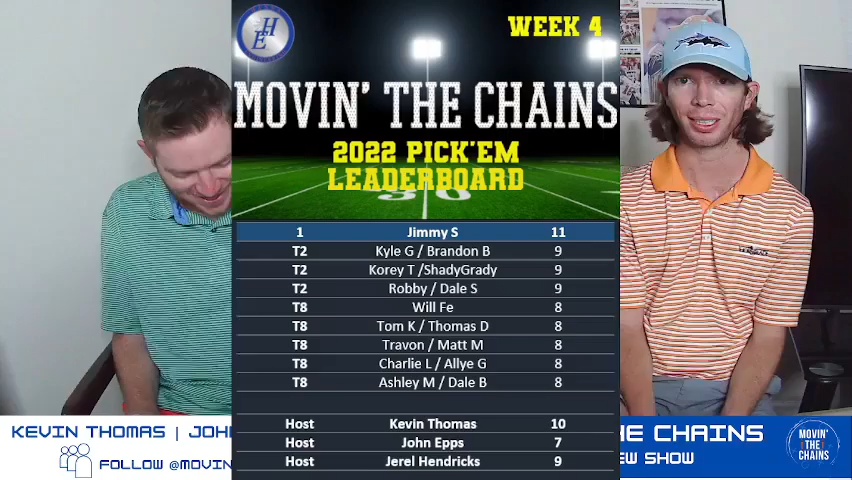 HE
WEEK 4
MOVIN' THE CHAINS
2022 PICK'EM
LEADERBOARD
30
1 Jimmy S 11
T2 Kyle G / Brandon B 9
T2 Korey T /ShadyGrady 9
T2 Robby / Dale S 9
T8 Will Fe 8
T8 Tom K / Thomas D 8
T8 Travon / Matt M 8
T8 Charlie L / Allye G 8
T8 Ashley M / Dale B 8
Host Kevin Thomas 10
Host John Epps 7
Host Jerel Hendricks 9
KEVIN THOMAS | JOH
HE CHAINS
FOLLOW @MOVIN
EW SHOW
MOVIN'
THE
CHAINS